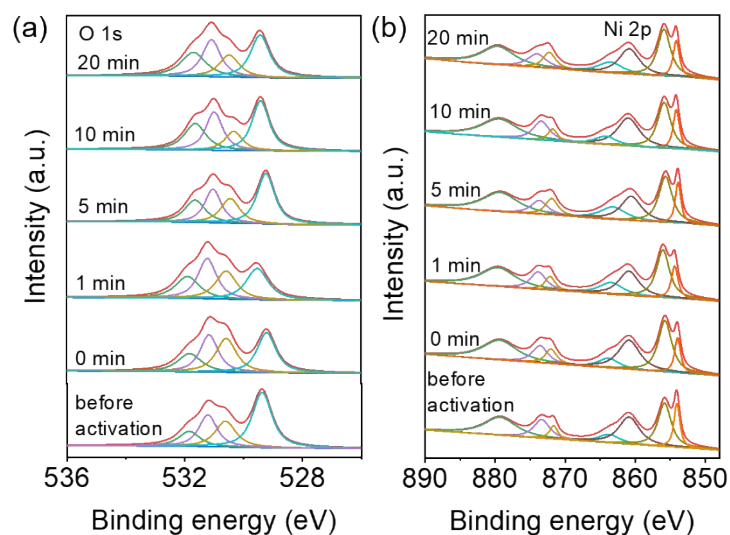 (a)
O 1s
20 min
10 min
5 min
1 min
0 min
before
activation
Intensity (a.u.)
536
532
528
Binding energy (eV)
(b)
Ni 2p
20 min
10 min
5 min
1 min
0 min
before
activation
Intensity (a.u.)
890
880
870
860
850
Binding energy (eV)